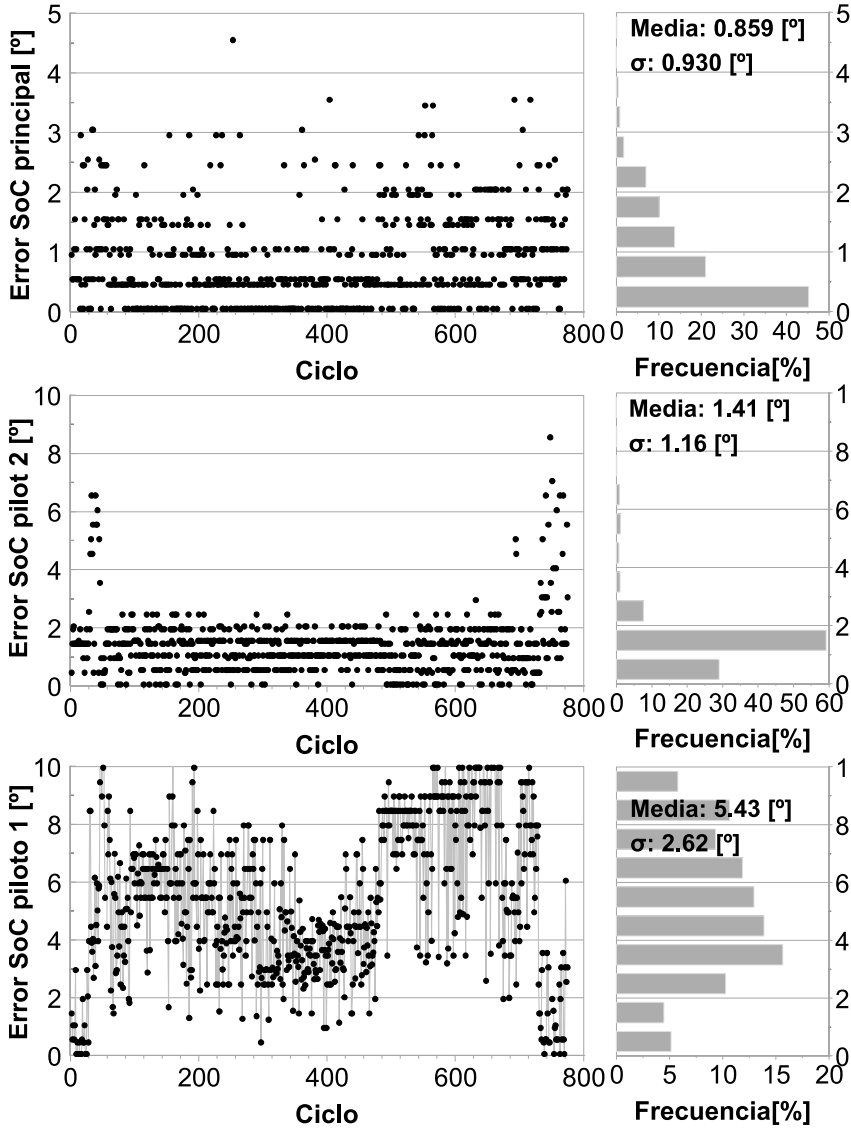 Error SoC principal [º]
5
4
3
2
1
0
0 200 400 600 800
Ciclo
Media: 0.859 [º]
σ: 0.930 [º]
5
4
3
2
1
0
0 10 20 30 40 50
Frecuencia[%]
Error SoC pilot 2 [º]
10
8
6
4
2
0
0 200 400 600 800
Ciclo
Media: 1.41 [º]
σ: 1.16 [º]
1
8
6
4
2
0
0 10 20 30 40 50 60
Frecuencia[%]
Error SoC piloto 1 [º]
10
8
6
4
2
0
0 200 400 600 800
Ciclo
Media: 5.43 [º]
σ: 2.62 [º]
1
8
6
4
2
0
0 5 10 15 20
Frecuencia[%]